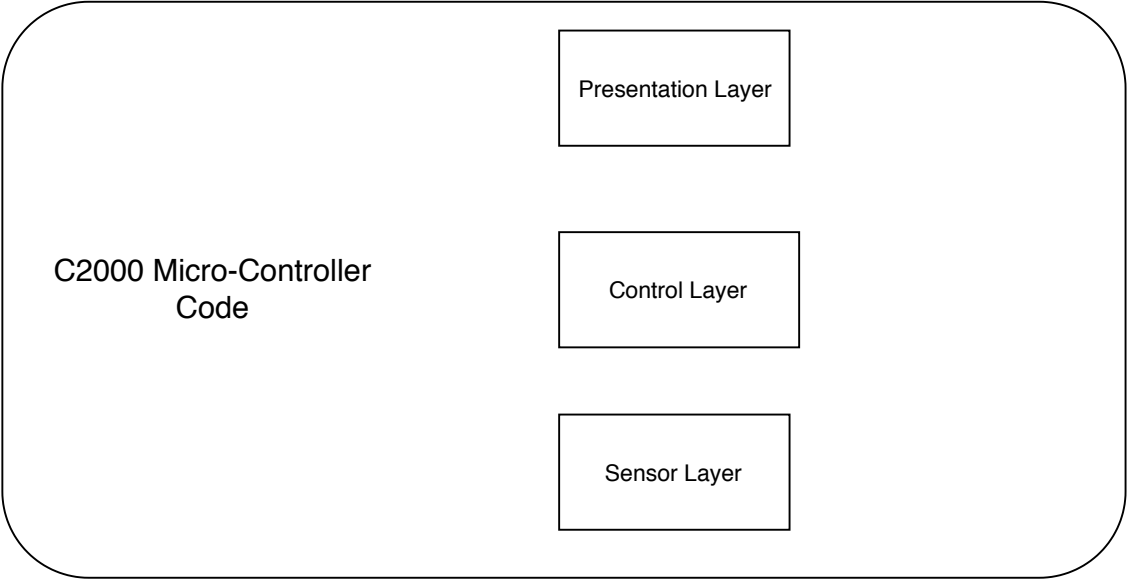 Presentation Layer
C2000 Micro-Controller
Code
Control Layer
Sensor Layer